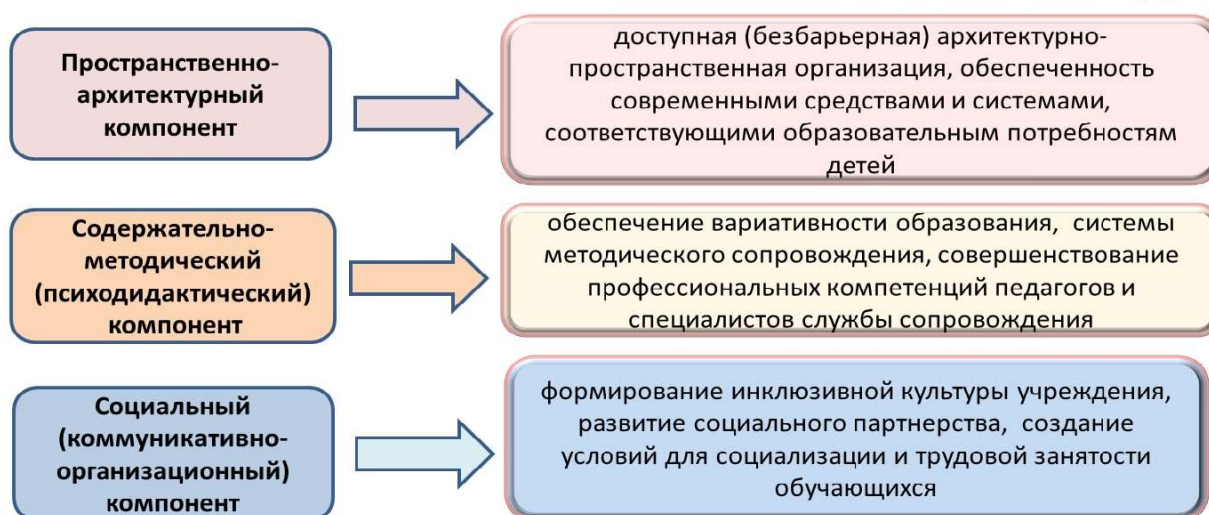 Пространственно-
архитектурный
компонент
доступная (безбарьерная) архитектурно-
пространственная организация, обеспеченность
современными средствами и системами,
соответствующими образовательным потребностям
детей
Содержательно-
методический
(психодидактический)
компонент
обеспечение вариативности образования, системы
методического сопровождения, совершенствование
профессиональных компетенций педагогов и
специалистов службы сопровождения
Социальный
(коммуникативно-
организационный)
компонент
формирование инклюзивной культуры учреждения,
развитие социального партнерства, создание
условий для социализации и трудовой занятости
обучающихся